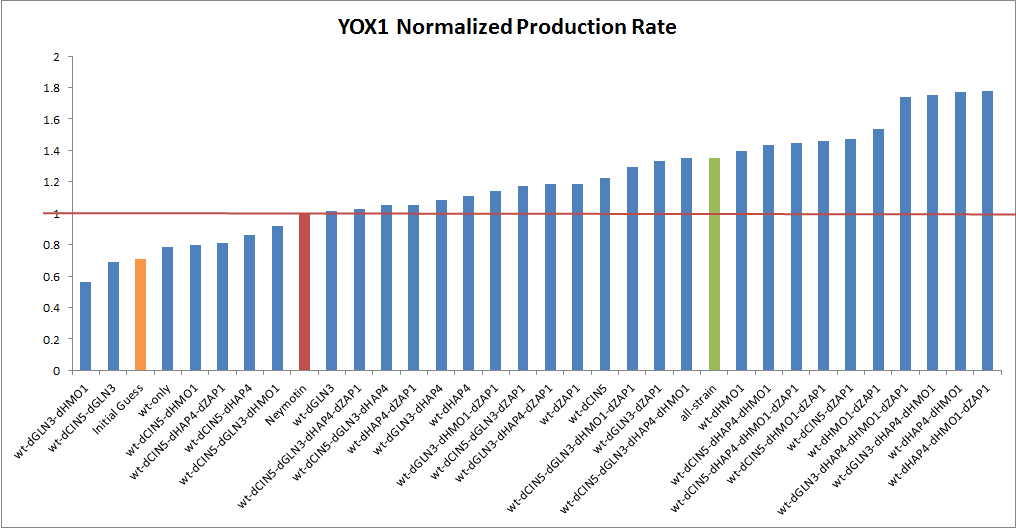 YOX1 Normalized Production Rate
2
1.8
1.6
1.4
1.2
1
0.8
0.6
0.4
0.2
0
wt-dGLN3-dHMO1
wt-dCIN5-dGLN3
Initial Guess
wt-only
wt-dCIN5-dHMO1
wt-dCIN5-dHAP4-dZAP1
wt-dCIN5-dHAP4
wt-dCIN5-dGLN3-dHMO1
Neymotin
wt-dGLN3
wt-dCIN5-dGLN3-dHAP4-dZAP1
wt-dCIN5-dGLN3-dHAP4
wt-dHAP4-dZAP1
wt-dGLN3-dHAP4
wt-dHAP4
wt-dGLN3-dHMO1-dZAP1
wt-dCIN5-dGLN3-dZAP1
wt-dGLN3-dHAP4-dZAP1
wt-dZAP1
wt-dCIN5
wt-dCIN5-dGLN3-dHMO1-dZAP1
wt-dGLN3-dZAP1
wt-dCIN5-dGLN3-dHAP4-dHMO1
all-strain
wt-dHMO1
wt-dCIN5-dHAP4-dHMO1
wt-dCIN5-dHAP4-dHMO1-dZAP1
wt-dCIN5-dHMO1-dZAP1
wt-dCIN5-dZAP1
wt-dHMO1-dZAP1
wt-dGLN3-dHAP4-dHMO1-dZAP1
wt-dGLN3-dHAP4-dHMO1
wt-dHAP4-dHMO1
wt-dHAP4-dHMO1-dZAP1